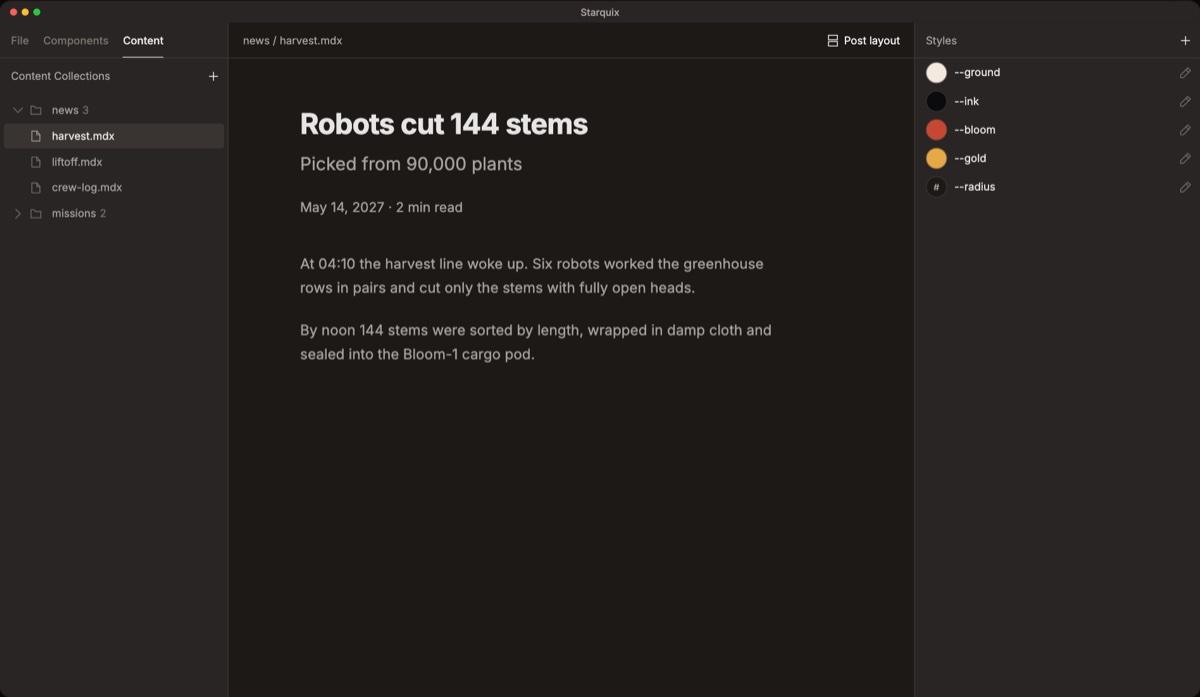 Starquix
File Components Content
Content Collections
news 3
harvest.mdx
liftoff.mdx
crew-log.mdx
missions 2
news / harvest.mdx
Post layout
Robots cut 144 stems
Picked from 90,000 plants
May 14, 2027 · 2 min read
At 04:10 the harvest line woke up. Six robots worked the greenhouse
rows in pairs and cut only the stems with fully open heads.
By noon 144 stems were sorted by length, wrapped in damp cloth and
sealed into the Bloom-1 cargo pod.
Styles
--ground
--ink
--bloom
--gold
# --radius